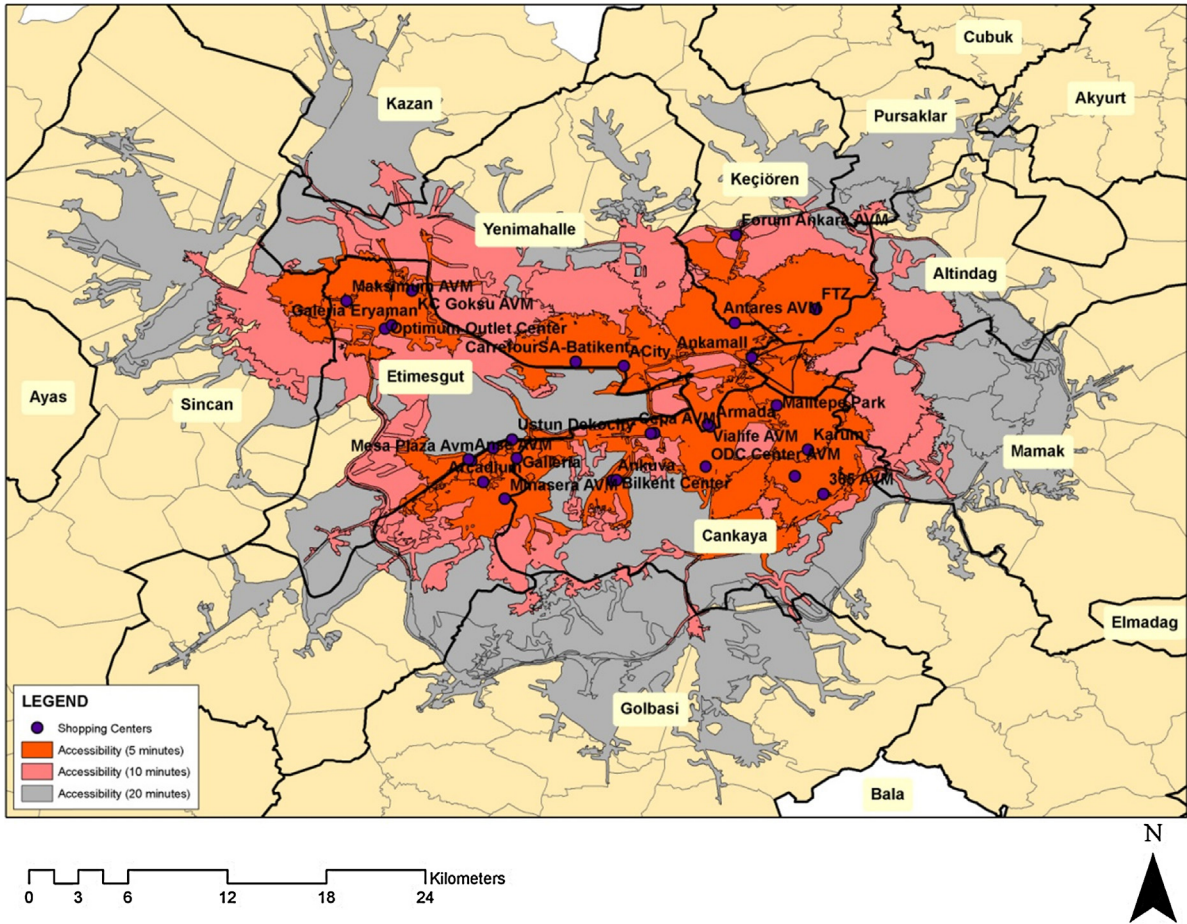 Cubuk
Kazan
Akyurt
Pursaklar
Keçiören
Forum Ankara AVM
Yenimahalle
Altindag
Maksimum AVM
FTZ
KC Goksu AVM
Galeria Eryaman
Antares AVM
Optimum Outlet Center
CarrefourSA-Batikent
Ankamall
ACity
Etimesgut
Ayas
Sincan
Maltepe Park
Armada
Cepa AVM
Ustun Dekocity
Vialife AVM
Karum
Mesa Plaza Avm
AVM
ODC Center AVM
Mamak
Arcadium
Galleria
Ankuva
365 AVM
Minasera AVM
Bilkent Center
Cankaya
Elmadag
Golbasi
Bala
LEGEND
Shopping Centers
Accessibility (5 minutes)
Accessibility (10 minutes)
Accessibility (20 minutes)
N
Kilometers
0 3 6 12 18 24